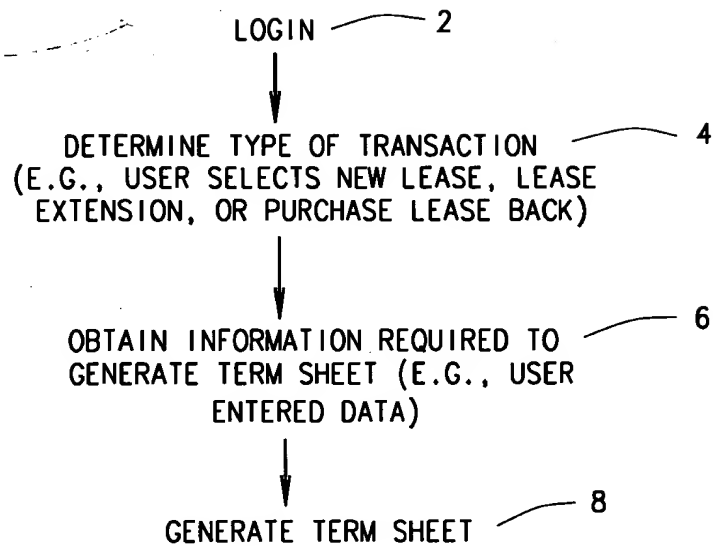 LOGIN 2
DETERMINE TYPE OF TRANSACTION 4
(E.G., USER SELECTS NEW LEASE, LEASE
EXTENSION, OR PURCHASE LEASE BACK)
OBTAIN INFORMATION REQUIRED TO 6
GENERATE TERM SHEET (E.G., USER
ENTERED DATA)
GENERATE TERM SHEET 8